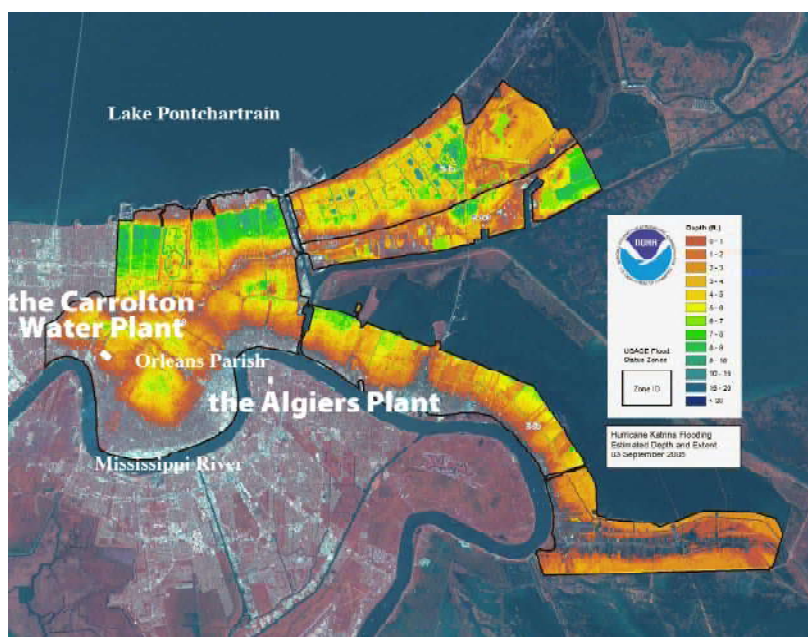 Lake Pontchartrain
the Carrolton
Water Plant
Orleans Parish
the Algiers Plant
Mississippi River
NOAA
Depth (ft.)
0 - 1
1 - 2
2 - 3
3 - 4
4 - 5
5 - 6
6 - 7
7 - 8
8 - 9
9 - 10
10 - 15
15 - 20
> 20
USACE Flood
Status Zones
Zone ID
Hurricane Katrina Flooding
Estimated Depth and Extent
03 September 2005